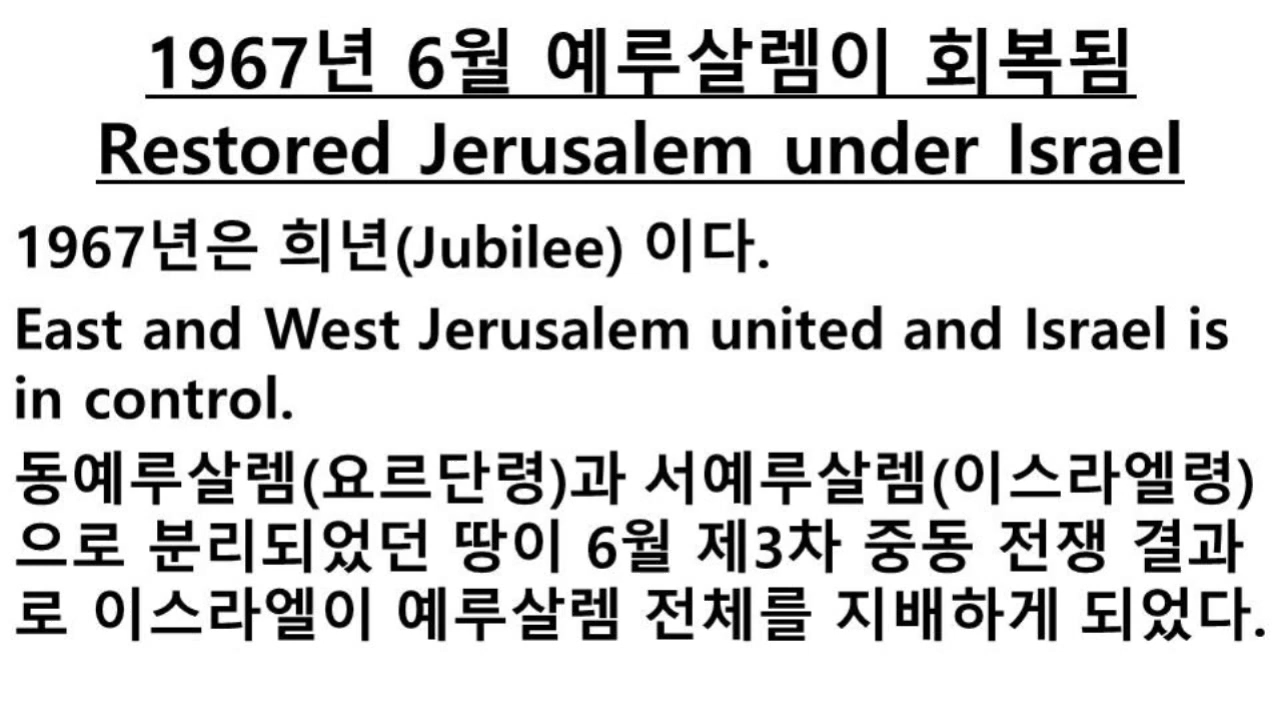 1967년 6월 예루살렘이 회복됨
Restored Jerusalem under Israel
1967년은 희년(Jubilee) 이다.
East and West Jerusalem united and Israel is
in control.
동예루살렘(요르단령)과 서예루살렘(이스라엘령)
으로 분리되었던 땅이 6월 제3차 중동 전쟁 결과
로 이스라엘이 예루살렘 전체를 지배하게 되었다.